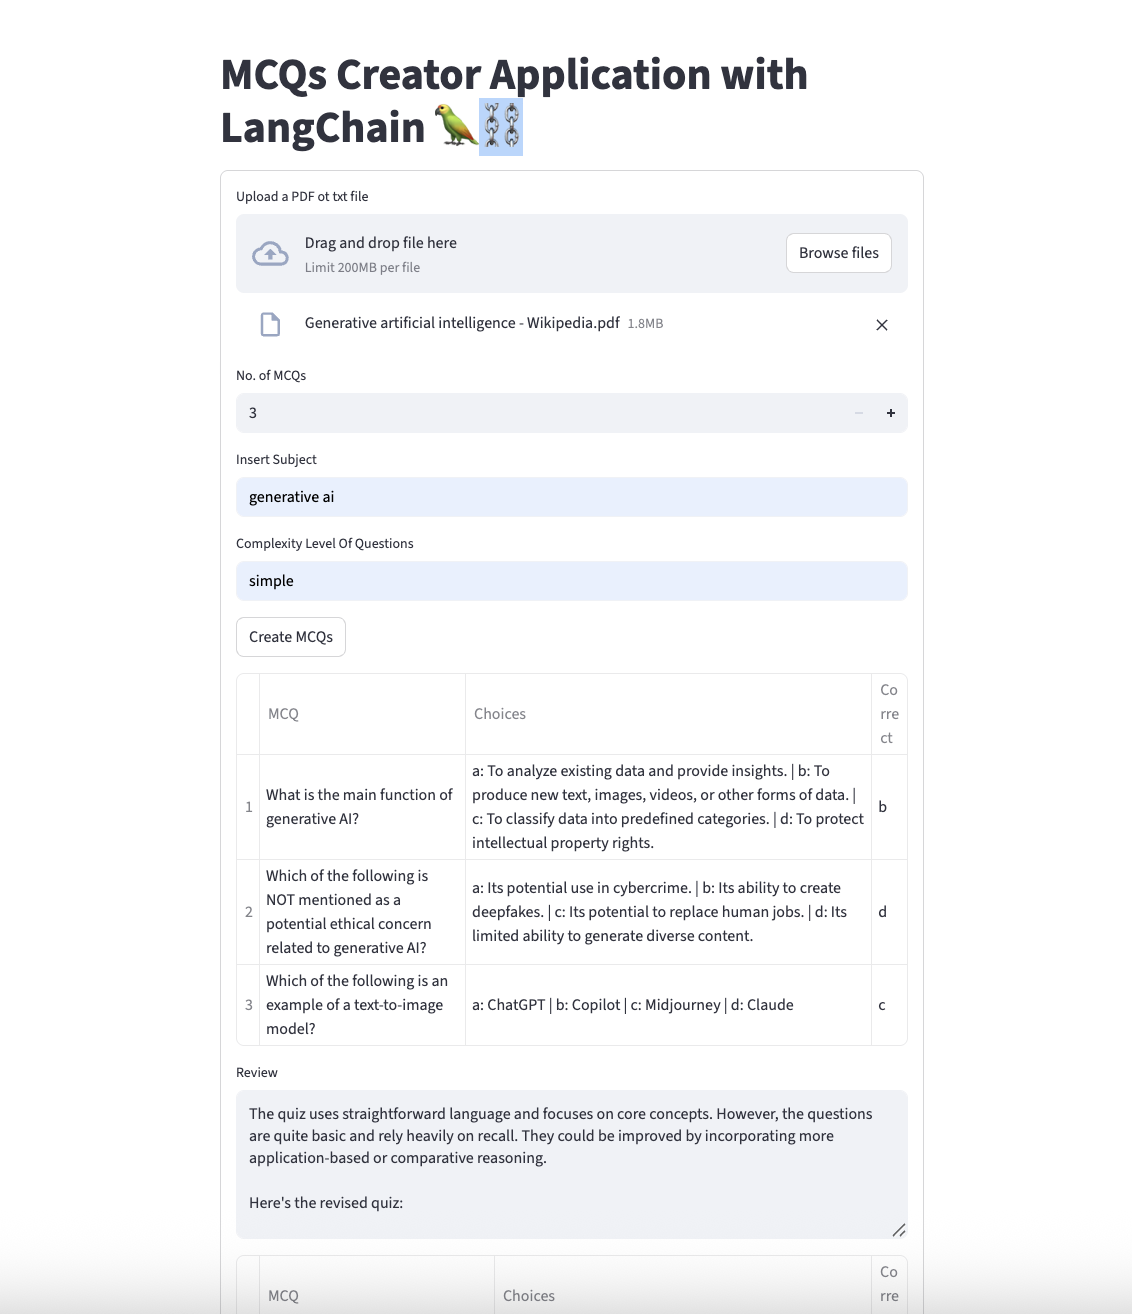 MCQs Creator Application with
LangChain 🦜⛓️
Upload a PDF ot txt file
Drag and drop file here
Limit 200MB per file
Browse files
Generative artificial intelligence - Wikipedia.pdf 1.8MB
No. of MCQs
3
Insert Subject
generative ai
Complexity Level Of Questions
simple
Create MCQs
MCQ
Choices
Co
rre
ct
1
What is the main function of
generative AI?
a: To analyze existing data and provide insights. | b: To
produce new text, images, videos, or other forms of data. |
c: To classify data into predefined categories. | d: To protect
intellectual property rights.
b
2
Which of the following is
NOT mentioned as a
potential ethical concern
related to generative AI?
a: Its potential use in cybercrime. | b: Its ability to create
deepfakes. | c: Its potential to replace human jobs. | d: Its
limited ability to generate diverse content.
d
3
Which of the following is an
example of a text-to-image
model?
a: ChatGPT | b: Copilot | c: Midjourney | d: Claude
c
Review
The quiz uses straightforward language and focuses on core concepts. However, the questions
are quite basic and rely heavily on recall. They could be improved by incorporating more
application-based or comparative reasoning.
Here's the revised quiz:
MCQ
Choices
Co
rre